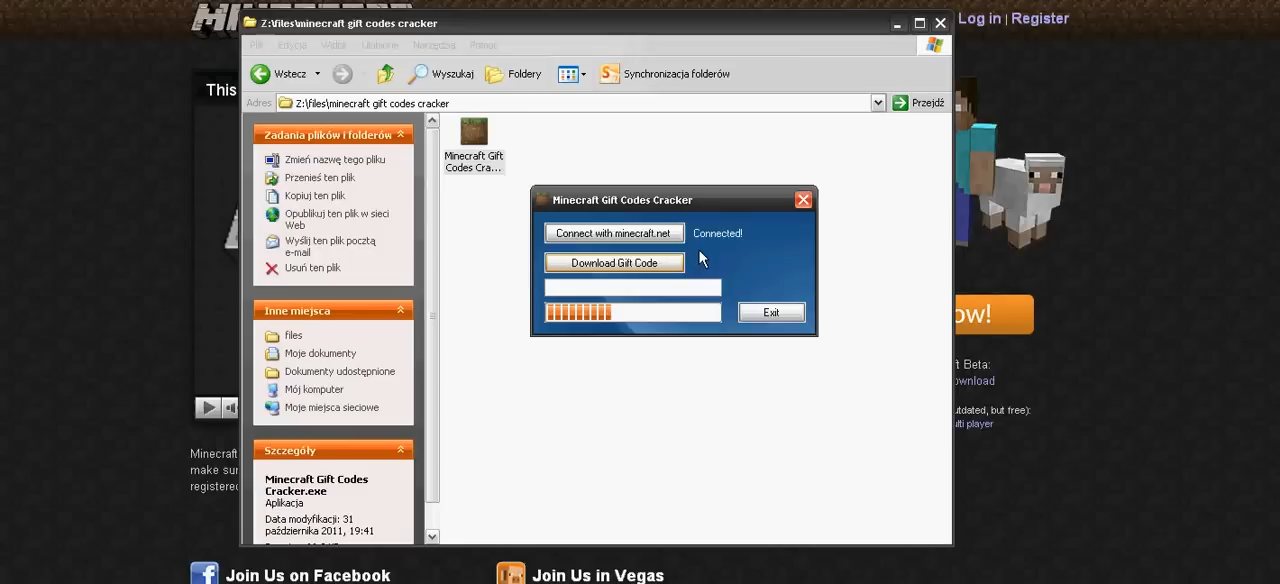 MINECRAFT
Z:\files\minecraft gift codes cracker
Log in | Register
Plik Edycja Widok Ulubione Narzędzia Pomoc
Wstecz
Wyszukaj
Foldery
Synchronizacja folderów
Adres
Z:\files\minecraft gift codes cracker
Przejdź
This
Zadania plików i folderów
Zmień nazwę tego pliku
Przenieś ten plik
Kopiuj ten plik
Opublikuj ten plik w sieci
Web
Wyślij ten plik pocztą
e-mail
Usuń ten plik
Inne miejsca
files
Moje dokumenty
Dokumenty udostępnione
Mój komputer
Moje miejsca sieciowe
Szczegóły
Minecraft Gift Codes
Cracker.exe
Aplikacja
Data modyfikacji: 31
października 2011, 19:41
Minecraft Gift
Codes Cra...
Minecraft Gift Codes Cracker
Connect with minecraft.net
Connected!
Download Gift Code
Exit
ow!
ft Beta:
ownload
utdated, but free):
ulti player
Minecraft
make sur
registered
Join Us on Facebook
Join Us in Vegas